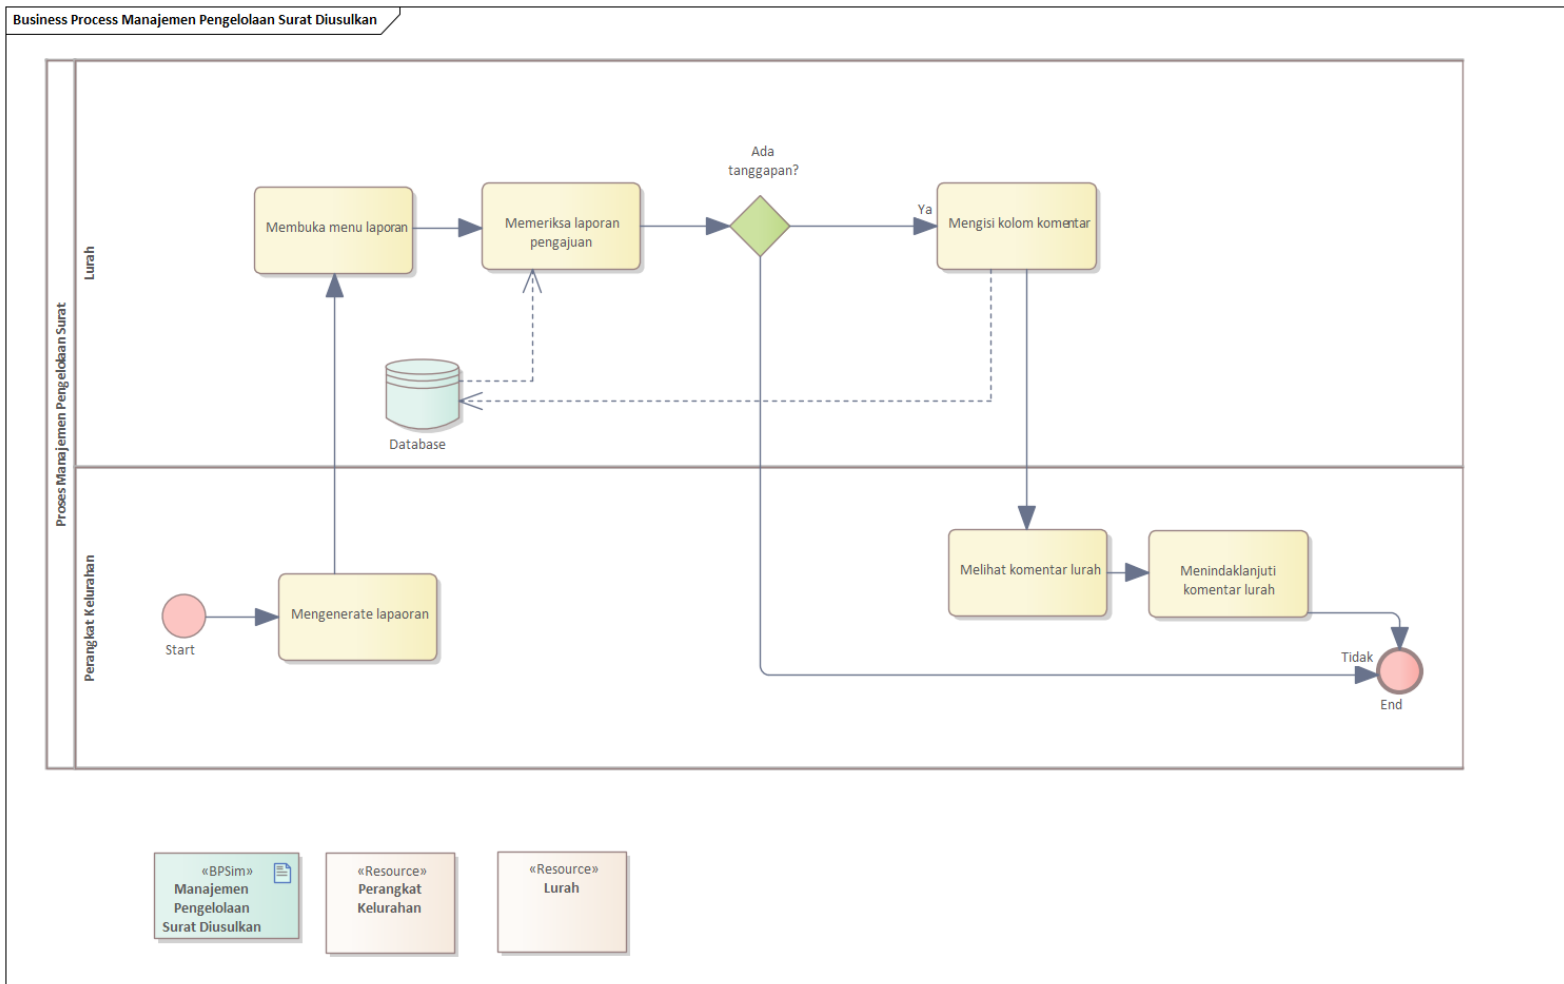 Business Process Manajemen Pengelolaan Surat Diusulkan
Proses Manajemen Pengelolaan Surat
Lurah
Membuka menu laporan
Memeriksa laporan
pengajuan
Ada
tanggapan?
Ya
Mengisi kolom komentar
Database
Perangkat Kelurahan
Start
Mengenerate lapaoran
Melihat komentar lurah
Menindaklanjuti
komentar lurah
Tidak
End
«BPSim»
Manajemen
Pengelolaan
Surat Diusulkan
«Resource»
Perangkat
Kelurahan
«Resource»
Lurah